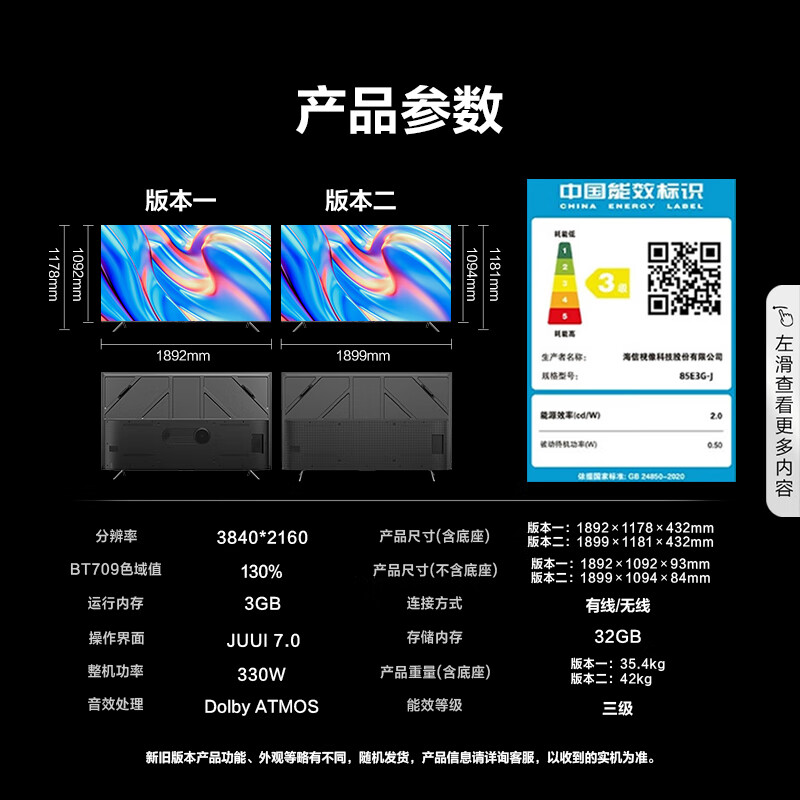 产品参数
版本一
版本二
1178mm
1092mm
1094mm
1181mm
1892mm
1899mm
中国能效标识
CHINA ENERGY LABEL
耗能低
1
2
3
4
5
3级
耗能高
生产者名称： 海信视像科技股份有限公司
规格型号： 85E3G-J
能源效率(cd/W) 2.0
被动待机功率(W) 0.50
依据国家标准: GB 24850-2020
左滑查看更多内容
分辨率 3840*2160 产品尺寸(含底座) 版本一：1892×1178×432mm
版本二：1899×1181×432mm
BT709色域值 130% 产品尺寸(不含底座) 版本一：1892×1092×93mm
版本二：1899×1094×84mm
运行内存 3GB 连接方式 有线/无线
操作界面 JUUI 7.0 存储内存 32GB
整机功率 330W 产品重量(含底座) 版本一：35.4kg
版本二：42kg
音效处理 Dolby ATMOS 能效等级 三级
新旧版本产品功能、外观等略有不同，随机发货，产品信息请详询客服，以收到的实机为准。